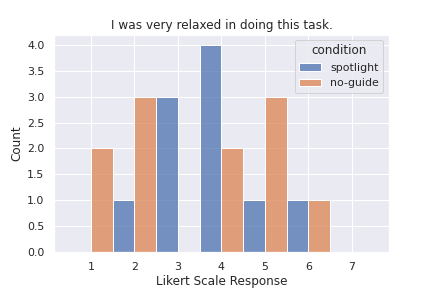 I was very relaxed in doing this task.
condition
spotlight
no-guide
4.0
3.5
3.0
2.5
2.0
1.5
1.0
0.5
0.0
Count
1 2 3 4 5 6 7
Likert Scale Response